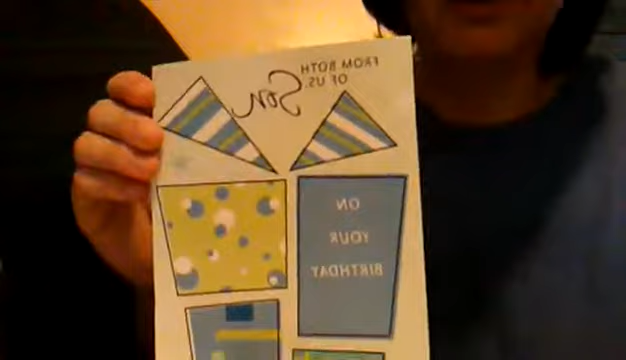 FROM BOTH
OF US,
Son
ON
YOUR
BIRTHDAY